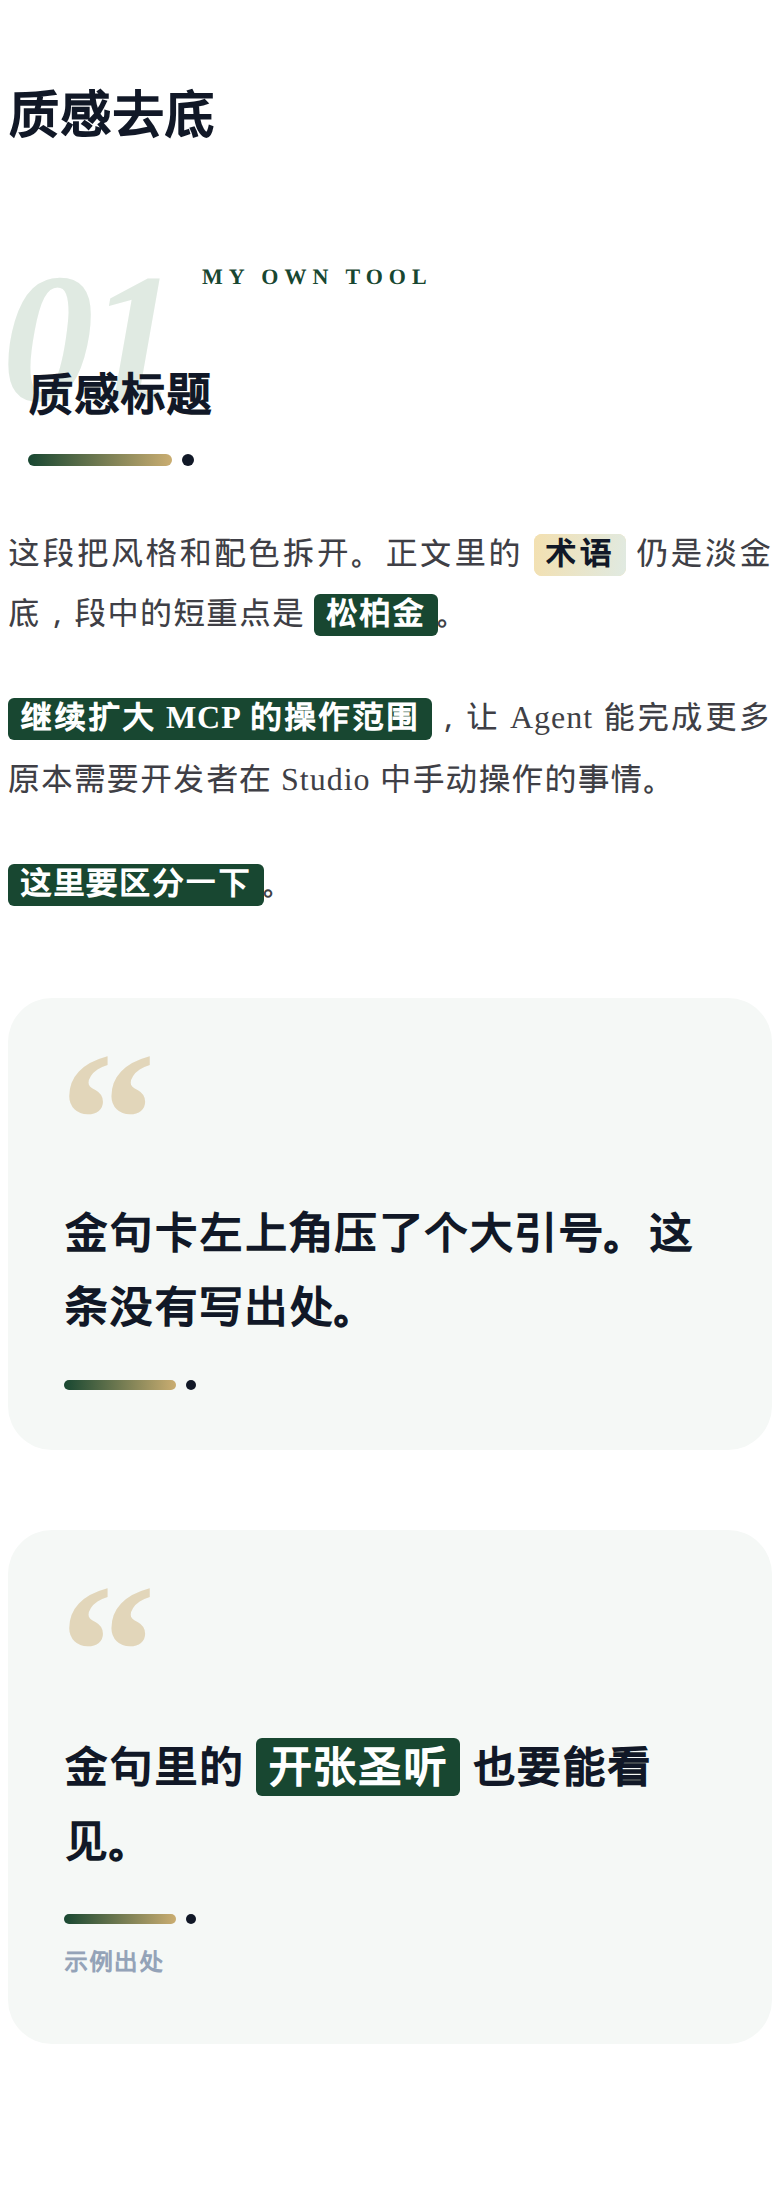 质感去底
01
MY OWN TOOL
质感标题
这段把风格和配色拆开。正文里的 术语 仍是淡金
底，段中的短重点是 松柏金。
继续扩大 MCP 的操作范围，让 Agent 能完成更多
原本需要开发者在 Studio 中手动操作的事情。
这里要区分一下。
“
金句卡左上角压了个大引号。这
条没有写出处。
“
金句里的 开张圣听 也要能看
见。
示例出处